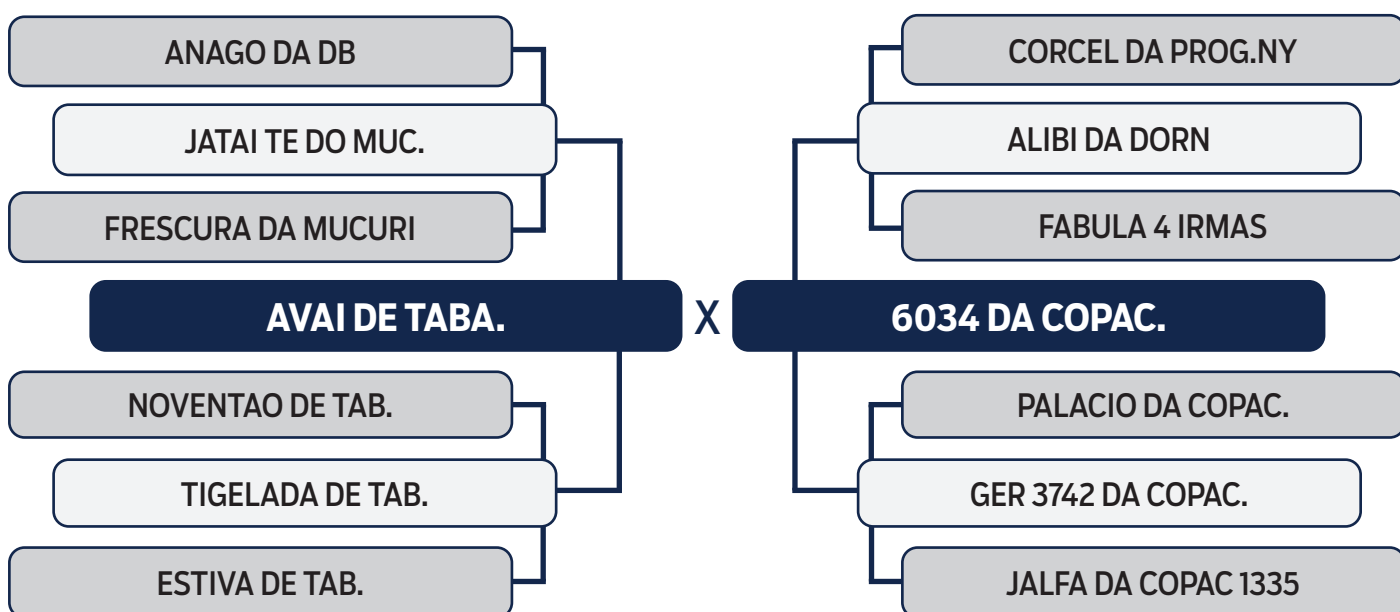 ANAGO DA DB
CORCEL DA PROG.NY
JATAI TE DO MUC.
ALIBI DA DORN
FRESCURA DA MUCURI
FABULA 4 IRMAS
AVAI DE TABA. X 6034 DA COPAC.
NOVENTAO DE TAB.
PALACIO DA COPAC.
TIGELADA DE TAB.
GER 3742 DA COPAC.
ESTIVA DE TAB.
JALFA DA COPAC 1335